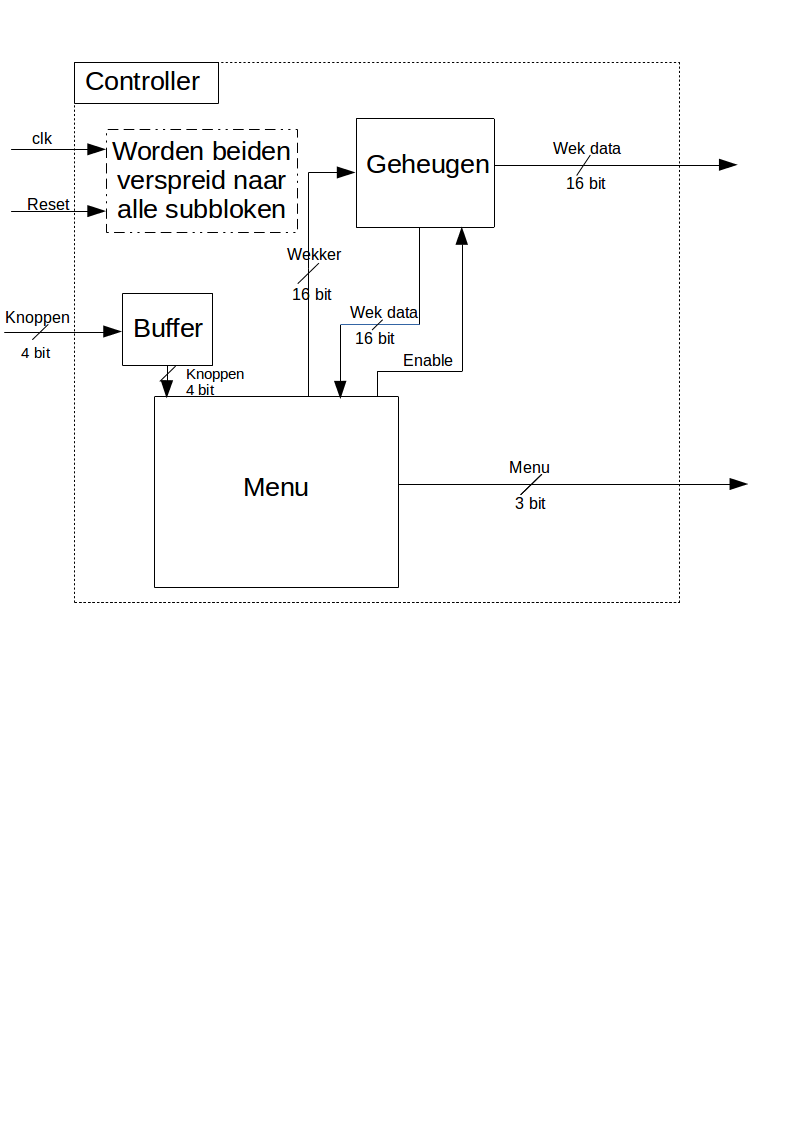 Controller
clk
Worden beiden
verspreid naar
alle subbloken
Reset
Geheugen
Wek data
16 bit
Wekker
16 bit
Knoppen
4 bit
Buffer
Wek data
16 bit
Enable
Knoppen
4 bit
Menu
Menu
3 bit